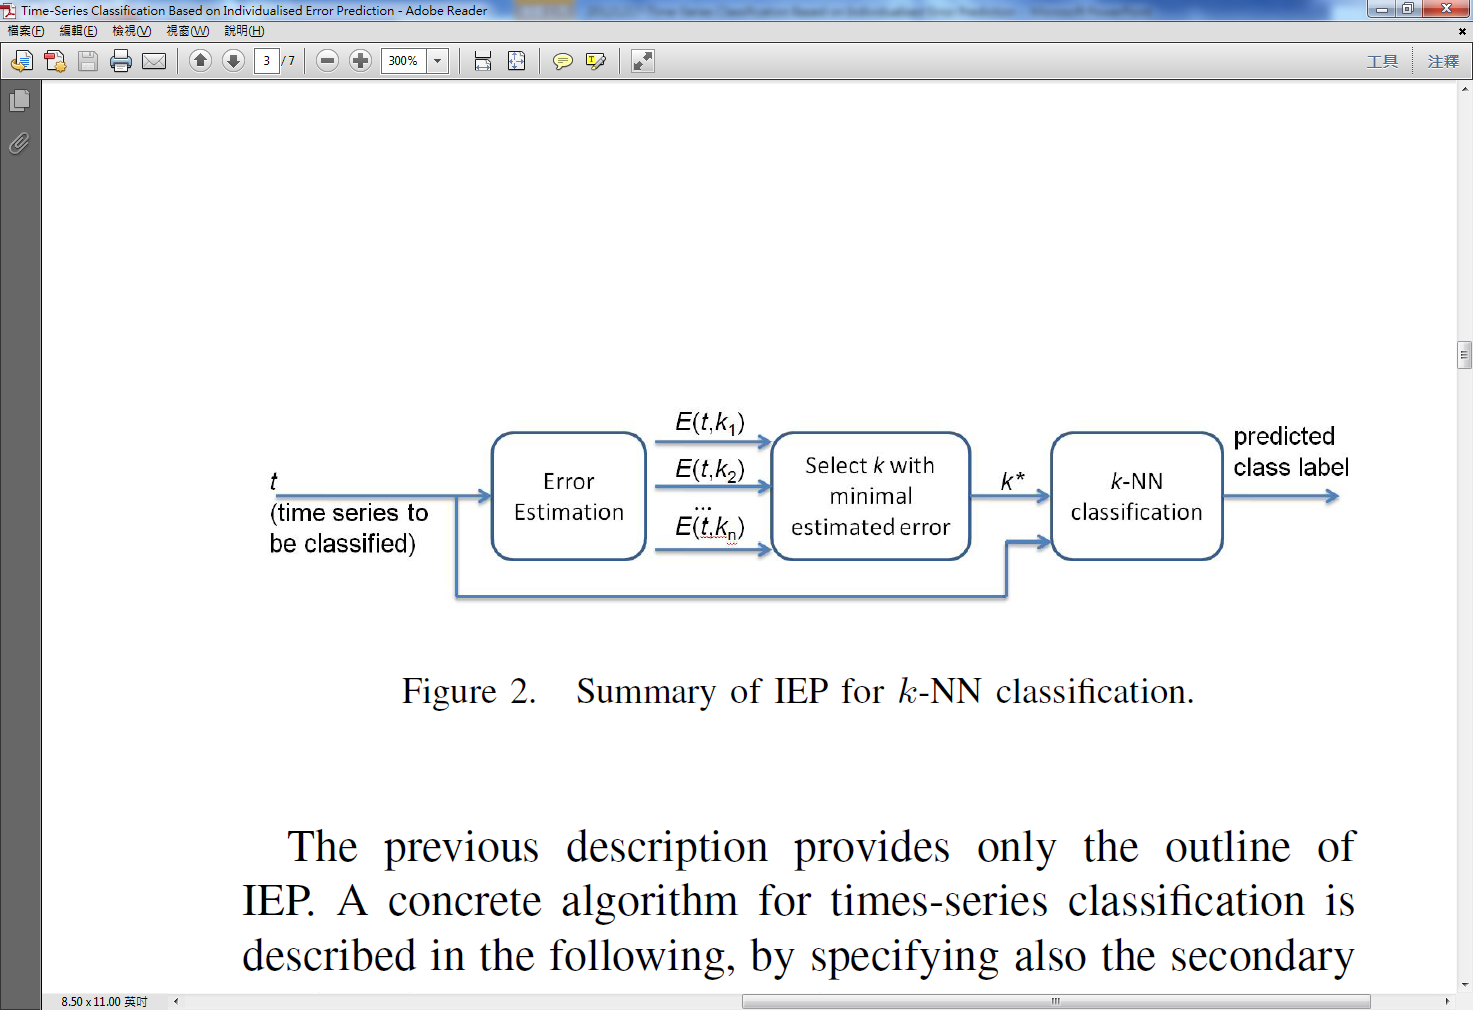 Time-Series Classification Based on Individualised Error Prediction - Adobe Reader
檔案(F) 編輯(E) 檢視(V) 視窗(W) 說明(H)
3 / 7 300% 工具 注釋
t
(time series to
be classified)
Error
Estimation
E(t,k1)
E(t,k2)
...
E(t,kn)
Select k with
minimal
estimated error
k*
k-NN
classification
predicted
class label
Figure 2. Summary of IEP for k-NN classification.
The previous description provides only the outline of
IEP. A concrete algorithm for times-series classification is
described in the following, by specifying also the secondary
8.50 x 11.00 英吋